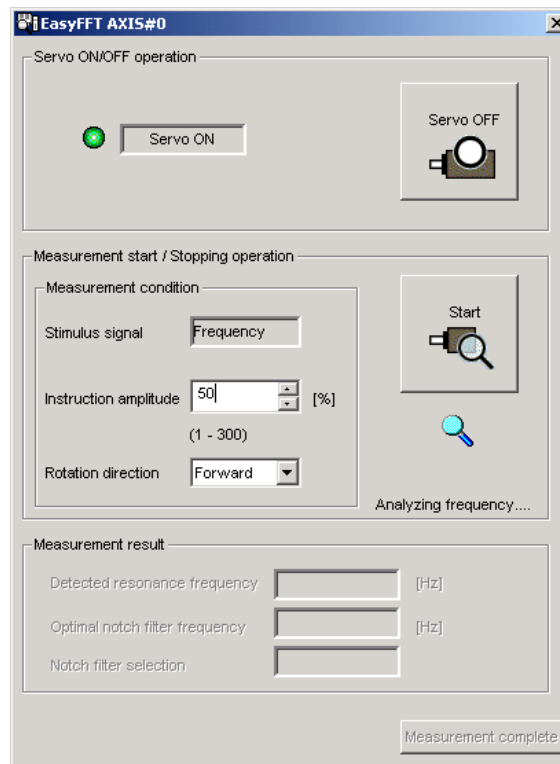 EasyFFT AXIS#0
Servo ON/OFF operation
Servo ON
Servo OFF
Measurement start / Stopping operation
Measurement condition
Stimulus signal
Frequency
Start
Instruction amplitude
50
[%]
(1 - 300)
Rotation direction
Forward
Analyzing frequency....
Measurement result
Detected resonance frequency
[Hz]
Optimal notch filter frequency
[Hz]
Notch filter selection
Measurement complete